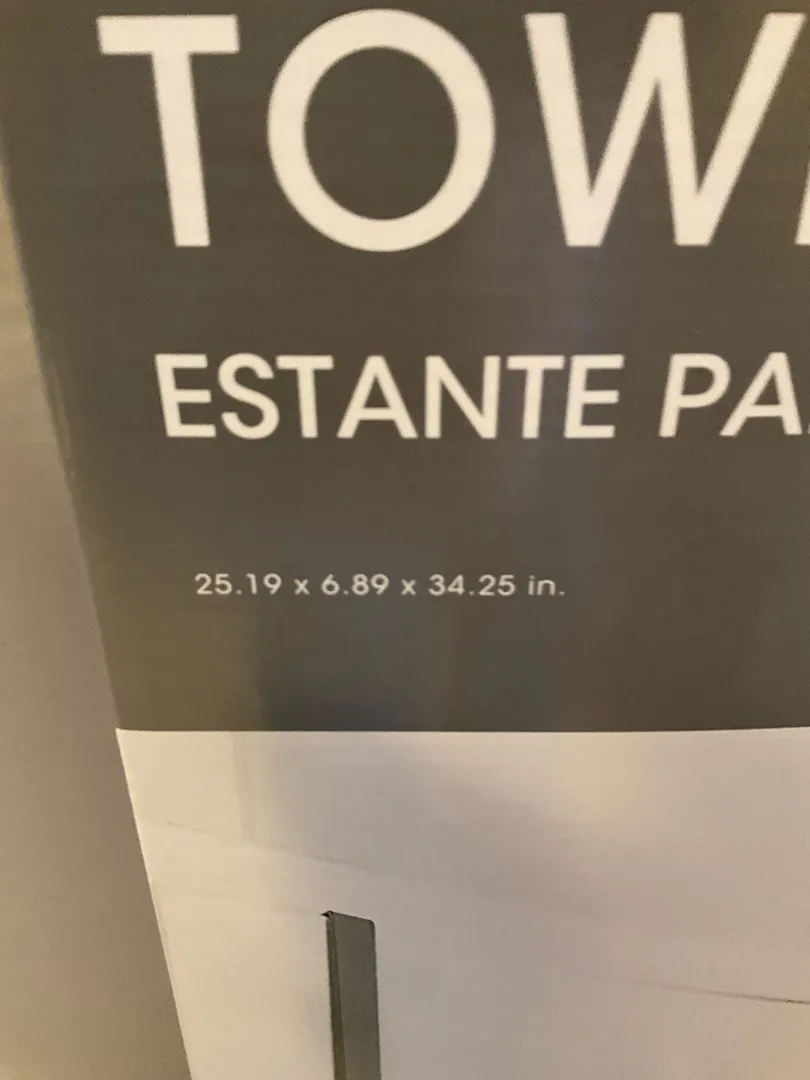 TOW
ESTANTE PA
25.19 x 6.89 x 34.25 in.